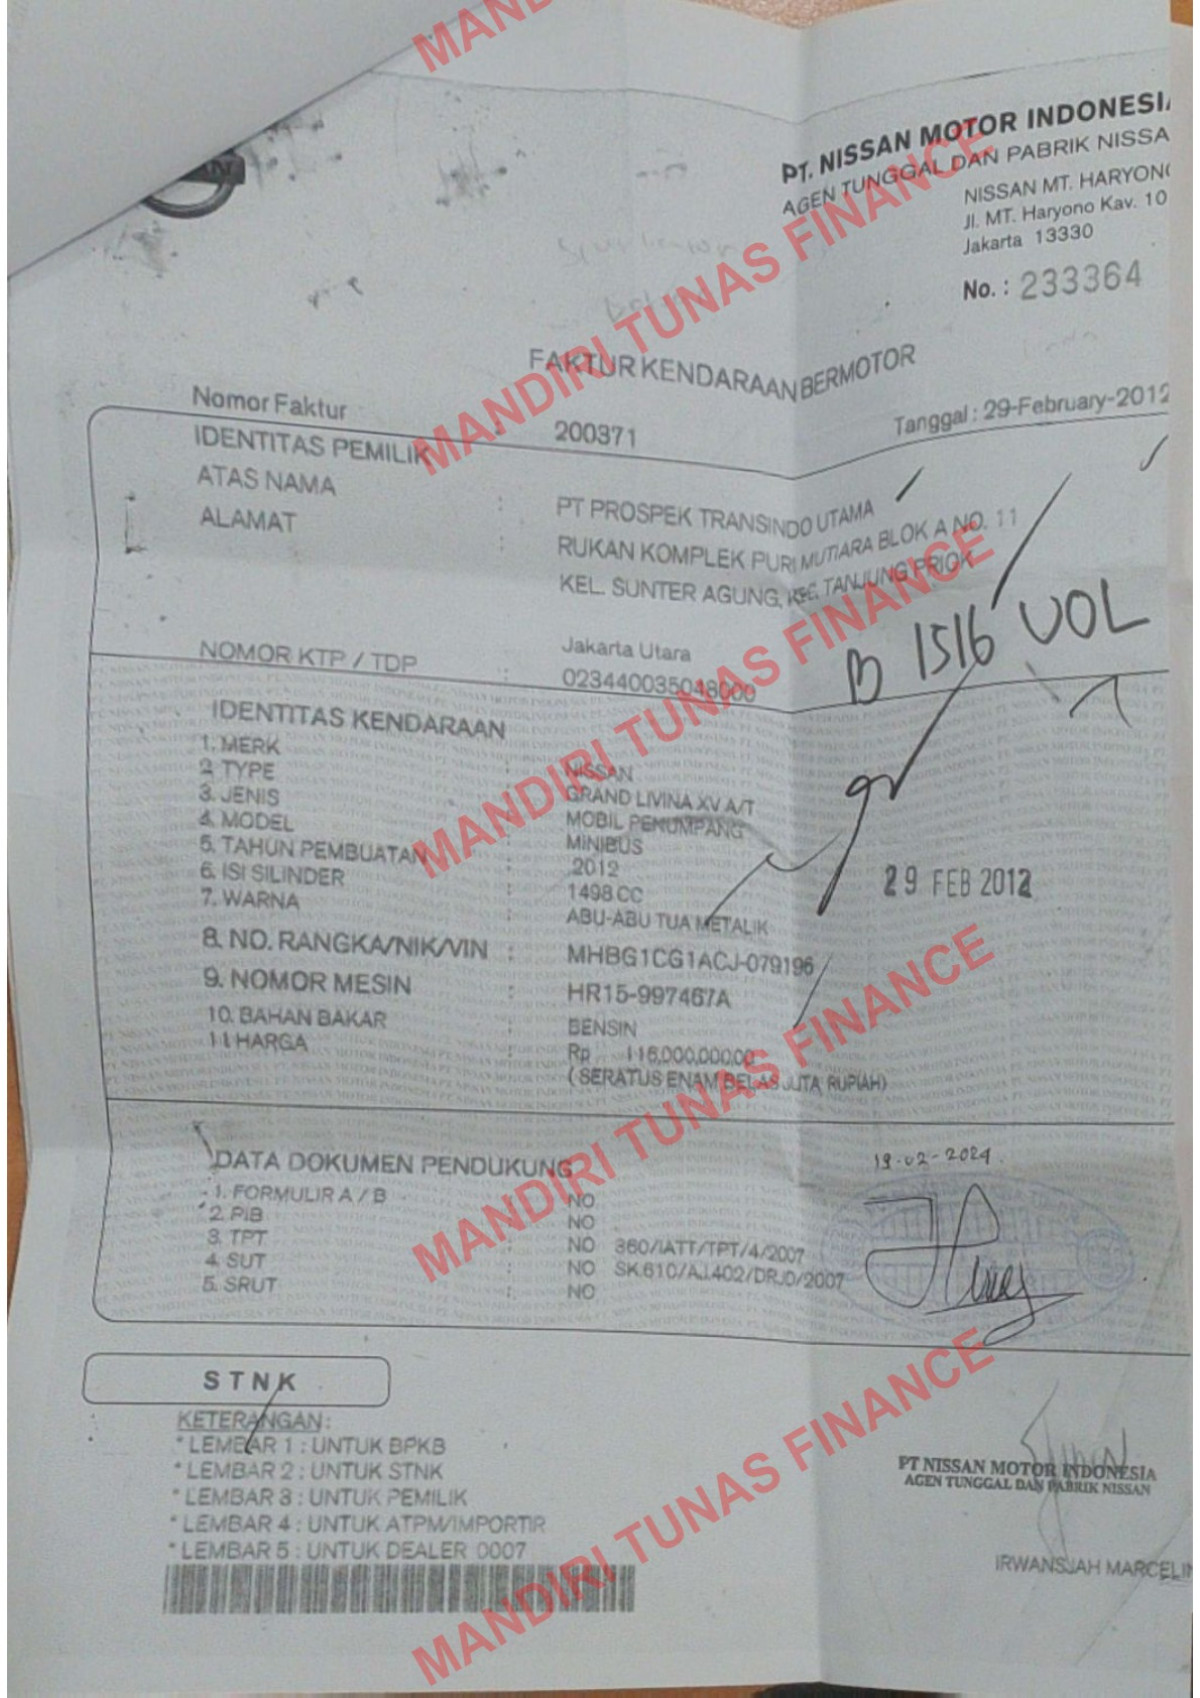 PT. NISSAN MOTOR INDONESIA
AGEN TUNGGAL DAN PABRIK NISSA
NISSAN MT. HARYONO
Jl. MT. Haryono Kav. 10
Jakarta 13330
No. : 233364
FAKTUR KENDARAAN BERMOTOR
Nomor Faktur : 200371
Tanggal : 29-February-2012
IDENTITAS PEMILIK
ATAS NAMA : PT PROSPEK TRANSINDO UTAMA
ALAMAT : RUKAN KOMPLEK PURI MUTIARA BLOK A NO. 11
KEL. SUNTER AGUNG, KEC. TANJUNG PRIOK
Jakarta Utara
B 1516 UOL
NOMOR KTP / TDP : 023440035048000
IDENTITAS KENDARAAN
1. MERK : NISSAN
2. TYPE : GRAND LIVINA XV A/T
3. JENIS : MOBIL PENUMPANG
4. MODEL : MINIBUS
5. TAHUN PEMBUATAN : 2012
6. ISI SILINDER : 1498 CC
7. WARNA : ABU-ABU TUA METALIK
29 FEB 2012
8. NO. RANGKA/NIK/VIN : MHBG1CG1ACJ-079196
9. NOMOR MESIN : HR15-997467A
10. BAHAN BAKAR : BENSIN
11. HARGA : Rp 116,000,000.00
( SERATUS ENAM BELAS JUTA RUPIAH)
DATA DOKUMEN PENDUKUNG
19-02-2024.
1. FORMULIR A / B : NO
2. PIB : NO
3. TPT : NO 360/IATT/TPT/4/2007
4. SUT : NO SK.610/AJ.402/DRJD/2007
5. SRUT : NO
STNK
KETERANGAN :
* LEMBAR 1 : UNTUK BPKB
* LEMBAR 2 : UNTUK STNK
* LEMBAR 3 : UNTUK PEMILIK
* LEMBAR 4 : UNTUK ATPM/IMPORTIR
* LEMBAR 5 : UNTUK DEALER 0007
PT NISSAN MOTOR INDONESIA
AGEN TUNGGAL DAN PABRIK NISSAN
IRWANSJAH MARCELIN
MANDIRI TUNAS FINANCE
MANDIRI TUNAS FINANCE
MANDIRI TUNAS FINANCE
MANDIRI TUNAS FINANCE